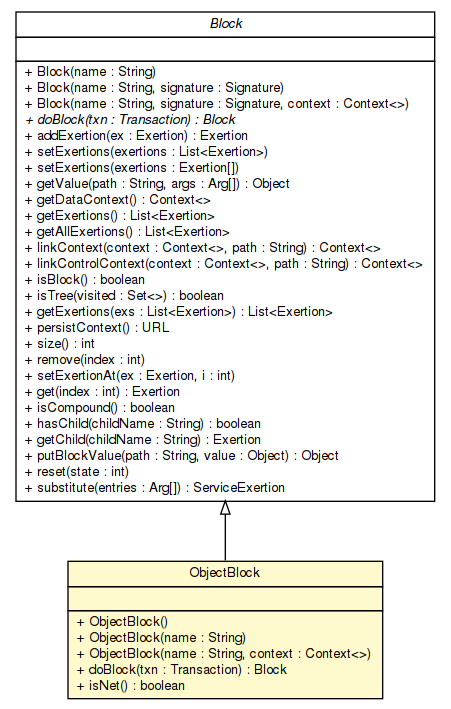 Block
+ Block(name : String)
+ Block(name : String, signature : Signature)
+ Block(name : String, signature : Signature, context : Context<>)
+ doBlock(txn : Transaction) : Block
+ addExertion(ex : Exertion) : Exertion
+ setExertions(exertions : List<Exertion>)
+ setExertions(exertions : Exertion[])
+ getValue(path : String, args : Arg[]) : Object
+ getDataContext() : Context<>
+ getExertions() : List<Exertion>
+ getAllExertions() : List<Exertion>
+ linkContext(context : Context<>, path : String) : Context<>
+ linkControlContext(context : Context<>, path : String) : Context<>
+ isBlock() : boolean
+ isTree(visited : Set<>) : boolean
+ getExertions(exs : List<Exertion>) : List<Exertion>
+ persistContext() : URL
+ size() : int
+ remove(index : int)
+ setExertionAt(ex : Exertion, i : int)
+ get(index : int) : Exertion
+ isCompound() : boolean
+ hasChild(childName : String) : boolean
+ getChild(childName : String) : Exertion
+ putBlockValue(path : String, value : Object) : Object
+ reset(state : int)
+ substitute(entries : Arg[]) : ServiceExertion
ObjectBlock
+ ObjectBlock()
+ ObjectBlock(name : String)
+ ObjectBlock(name : String, context : Context<>)
+ doBlock(txn : Transaction) : Block
+ isNet() : boolean